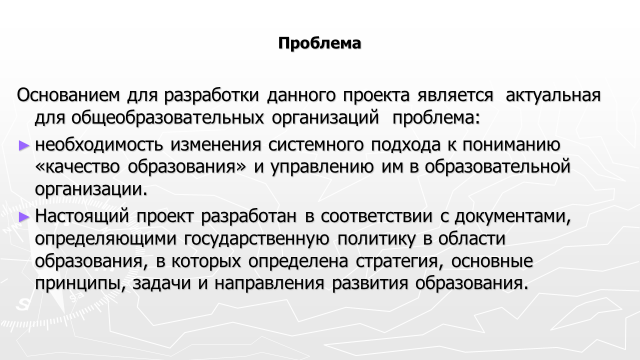 Проблема
Основанием для разработки данного проекта является актуальная
для общеобразовательных организаций проблема:
► необходимость изменения системного подхода к пониманию
«качество образования» и управлению им в образовательной
организации.
► Настоящий проект разработан в соответствии с документами,
определяющими государственную политику в области
образования, в которых определена стратегия, основные
принципы, задачи и направления развития образования.
S